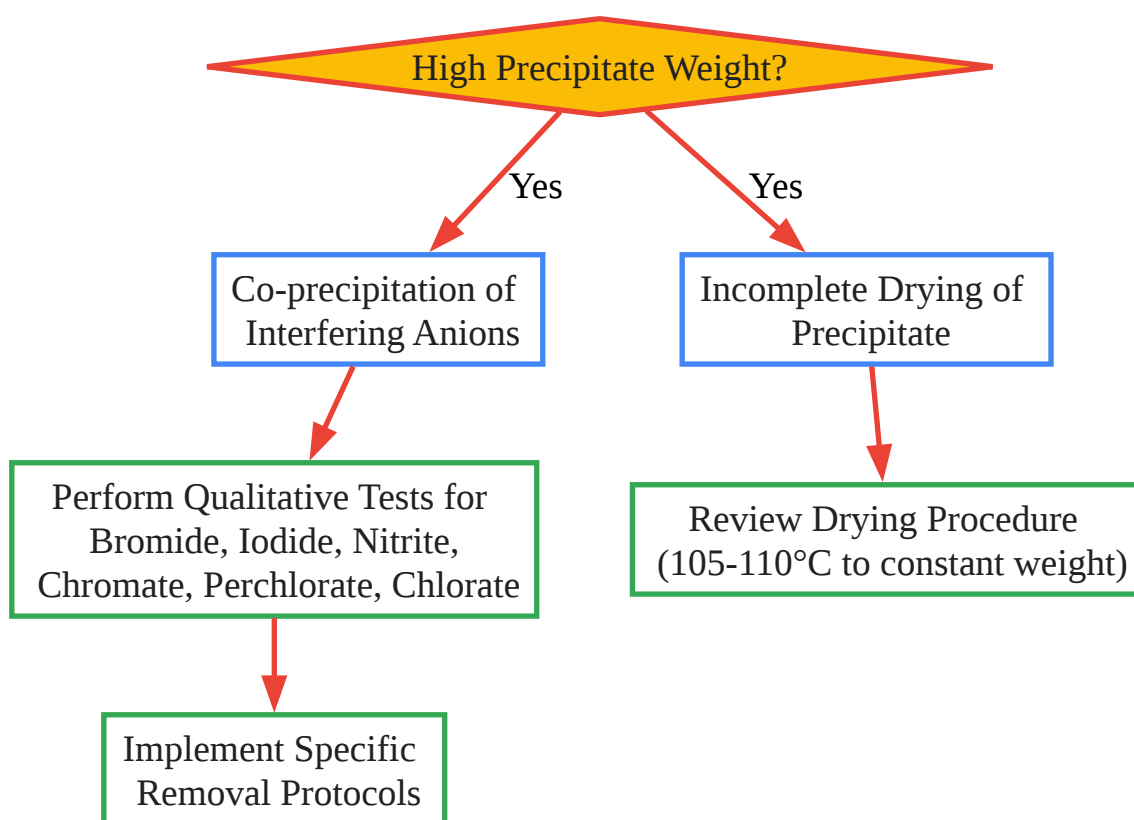 High Precipitate Weight?
Yes
Yes
Co-precipitation of
Interfering Anions
Incomplete Drying of
Precipitate
Perform Qualitative Tests for
Bromide, Iodide, Nitrite,
Chromate, Perchlorate, Chlorate
Review Drying Procedure
(105-110°C to constant weight)
Implement Specific
Removal Protocols